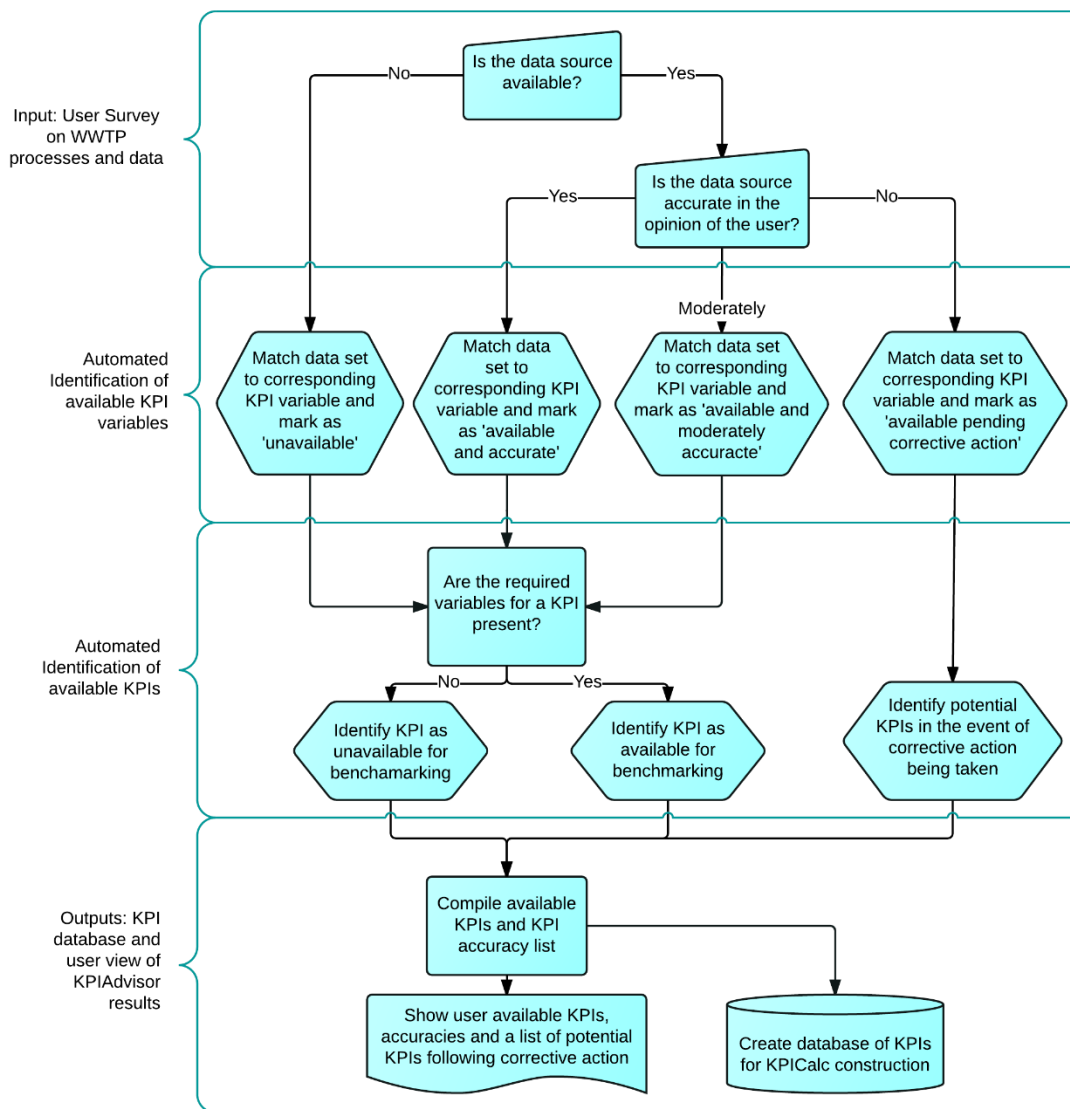 Is the data source
available?
No
Yes
Input: User Survey
on WWTP
processes and data
Is the data source
accurate in the
opinion of the user?
Yes
No
Moderately
Automated
Identification of
available KPI
variables
Match data set
to corresponding
KPI variable and
mark as
'unavailable'
Match data
set to
corresponding KPI
variable and mark
as 'available
and accurate'
Match data set
to corresponding
KPI variable and
mark as 'available and
moderately
accuracte'
Match data set to
corresponding KPI
variable and mark as
'available pending
corrective action'
Are the required
variables for a KPI
present?
No
Yes
Automated
Identification of
available KPIs
Identify KPI as
unavailable for
benchamarking
Identify KPI as
available for
benchmarking
Identify potential
KPIs in the event of
corrective action
being taken
Outputs: KPI
database and
user view of
KPIAdvisor
results
Compile available
KPIs and KPI
accuracy list
Show user available KPIs,
accuracies and a list of potential
KPIs following corrective action
Create database of KPIs
for KPICalc construction